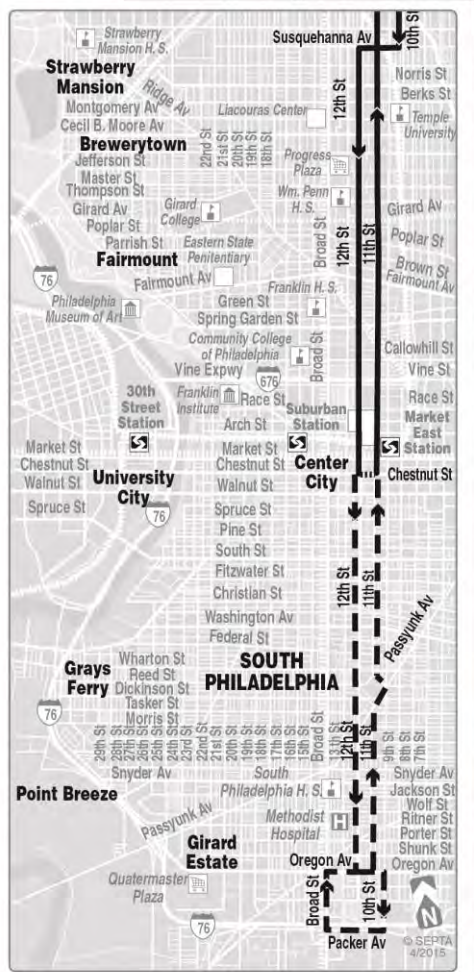 Strawberry
Mansion H. S.
Susquehanna Av
10th St
Strawberry
Mansion
Ridge Av
Norris St
Berks St
Montgomery Av
Liacouras Center
12th St
Temple
University
Cecil B. Moore Av
Brewerytown
22nd St
21st St
20th St
19th St
18th St
Jefferson St
Master St
Thompson St
Progress
Plaza
Wm. Penn
H. S.
Girard Av
Girard
College
Broad St
12th St
11th St
Girard Av
Poplar St
Parrish St
Eastern State
Penitentiary
Poplar St
Fairmount
Brown St
Fairmount Av
76
Fairmount Av
Franklin H. S.
Philadelphia
Museum of Art
Green St
Spring Garden St
Community College
of Philadelphia
Broad St
Callowhill St
Vine Expwy
676
Vine St
30th
Street
Station
Franklin
Institute
Race St
Race St
Suburban
Station
Market
East
Station
Arch St
Market St
Chestnut St
Walnut St
University
City
Market St
Chestnut St
Center
City
Chestnut St
Walnut St
Spruce St
76
Spruce St
Pine St
South St
Fitzwater St
Christian St
12th St
11th St
Washington Av
Federal St
Passyunk Av
Grays
Ferry
Wharton St
Reed St
Dickinson St
Tasker St
Morris St
SOUTH
PHILADELPHIA
76
29th St
28th St
27th St
26th St
25th St
24th St
23rd St
22nd St
21st St
20th St
19th St
18th St
17th St
16th St
15th St
Broad St
13th St
12th St
11th St
9th St
8th St
7th St
Snyder Av
South
Philadelphia H. S.
Snyder Av
Jackson St
Wolf St
Ritner St
Porter St
Shunk St
Oregon Av
Point Breeze
Passyunk Av
Methodist
Hospital
H
Girard
Estate
Oregon Av
Quatermaster
Plaza
Broad St
10th St
N
76
Packer Av
© SEPTA
4/2015